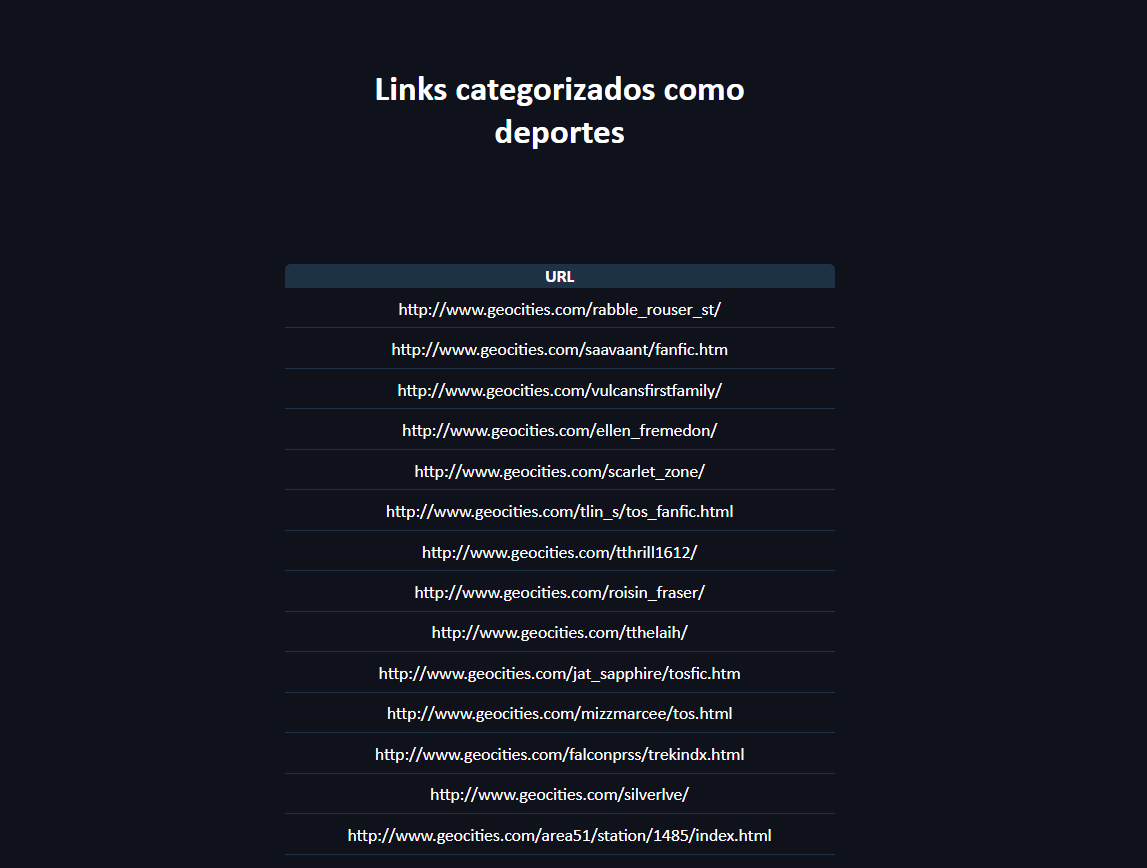 Links categorizados como
deportes
URL
http://www.geocities.com/rabble_rouser_st/
http://www.geocities.com/saavaant/fanfic.htm
http://www.geocities.com/vulcansfirstfamily/
http://www.geocities.com/ellen_fremedon/
http://www.geocities.com/scarlet_zone/
http://www.geocities.com/tlin_s/tos_fanfic.html
http://www.geocities.com/tthrill1612/
http://www.geocities.com/roisin_fraser/
http://www.geocities.com/tthelaih/
http://www.geocities.com/jat_sapphire/tosfic.htm
http://www.geocities.com/mizzmarcee/tos.html
http://www.geocities.com/falconprss/trekindx.html
http://www.geocities.com/silverlve/
http://www.geocities.com/area51/station/1485/index.html